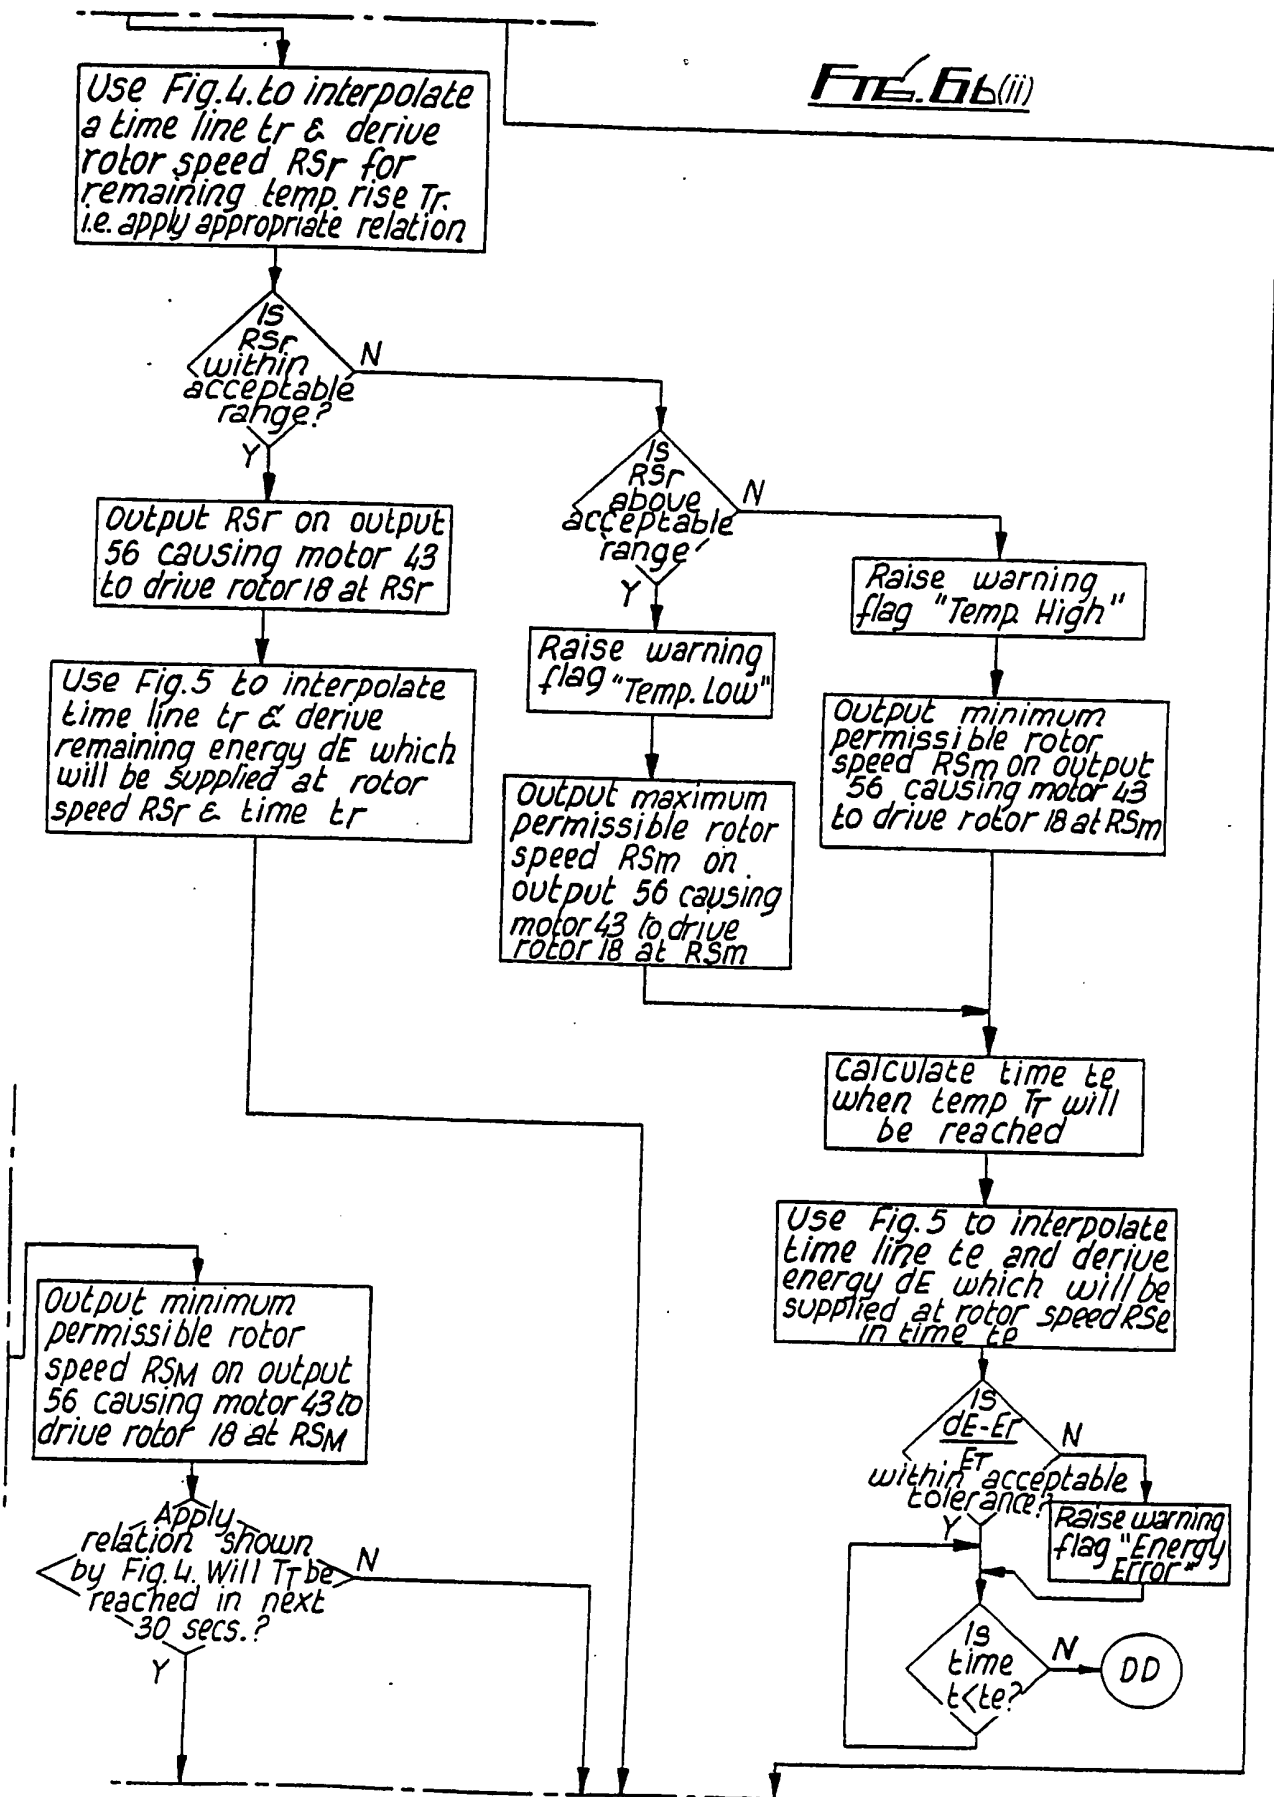 FIG. 6b(ii)
Use Fig.4. to interpolate
a time line tr & derive
rotor speed RSr for
remaining temp. rise Tr.
i.e. apply appropriate relation
Is
RSr
within
acceptable
range?
N
Y
Output RSr on output
56 causing motor 43
to drive rotor 18 at RSr
Use Fig.5 to interpolate
time line tr & derive
remaining energy dE which
will be supplied at rotor
speed RSr & time tr
Is
RSr
above
acceptable
range
N
Y
Raise warning
flag "Temp. Low"
Output maximum
permissible rotor
speed RSm on
output 56 causing
motor 43 to drive
rotor 18 at RSm
Raise warning
flag "Temp. High"
Output minimum
permissible rotor
speed RSm on output
56 causing motor 43
to drive rotor 18 at RSm
Calculate time te
when temp TT will
be reached
Use Fig.5 to interpolate
time line te and derive
energy dE which will be
supplied at rotor speed RSe
in time te
Is
dE-Er
ET
within acceptable
tolerance?
N
Y
Raise warning
flag "Energy
Error"
Is
time
t<te?
N
DD
Output minimum
permissible rotor
speed RSM on output
56 causing motor 43 to
drive rotor 18 at RSM
Apply
relation shown
by Fig.4. Will TT be
reached in next
30 secs.?
N
Y